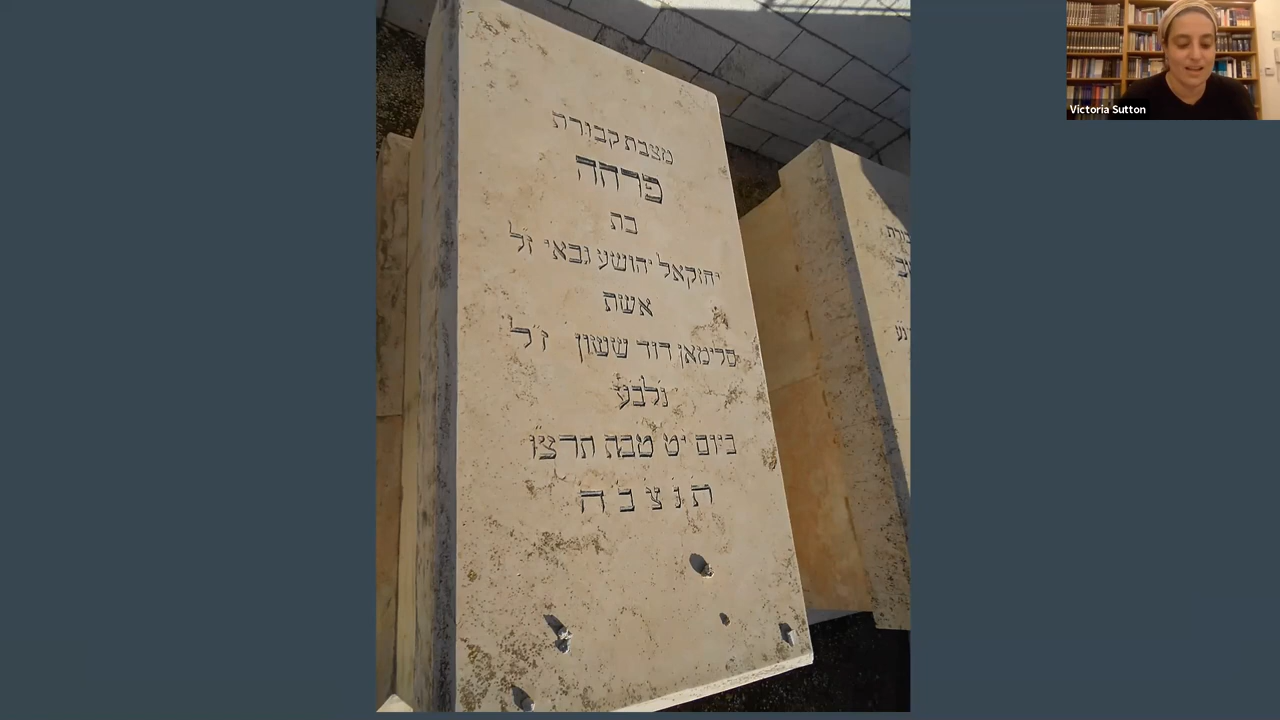 מצבת קבורת
פרחה
בת
יחזקאל יהושע גבאי ז״ל
אשת
סלימאן דוד ששון ז״ל
נלבע
ביום יט טבת תרצו
ת נ צ ב ה
Victoria Sutton